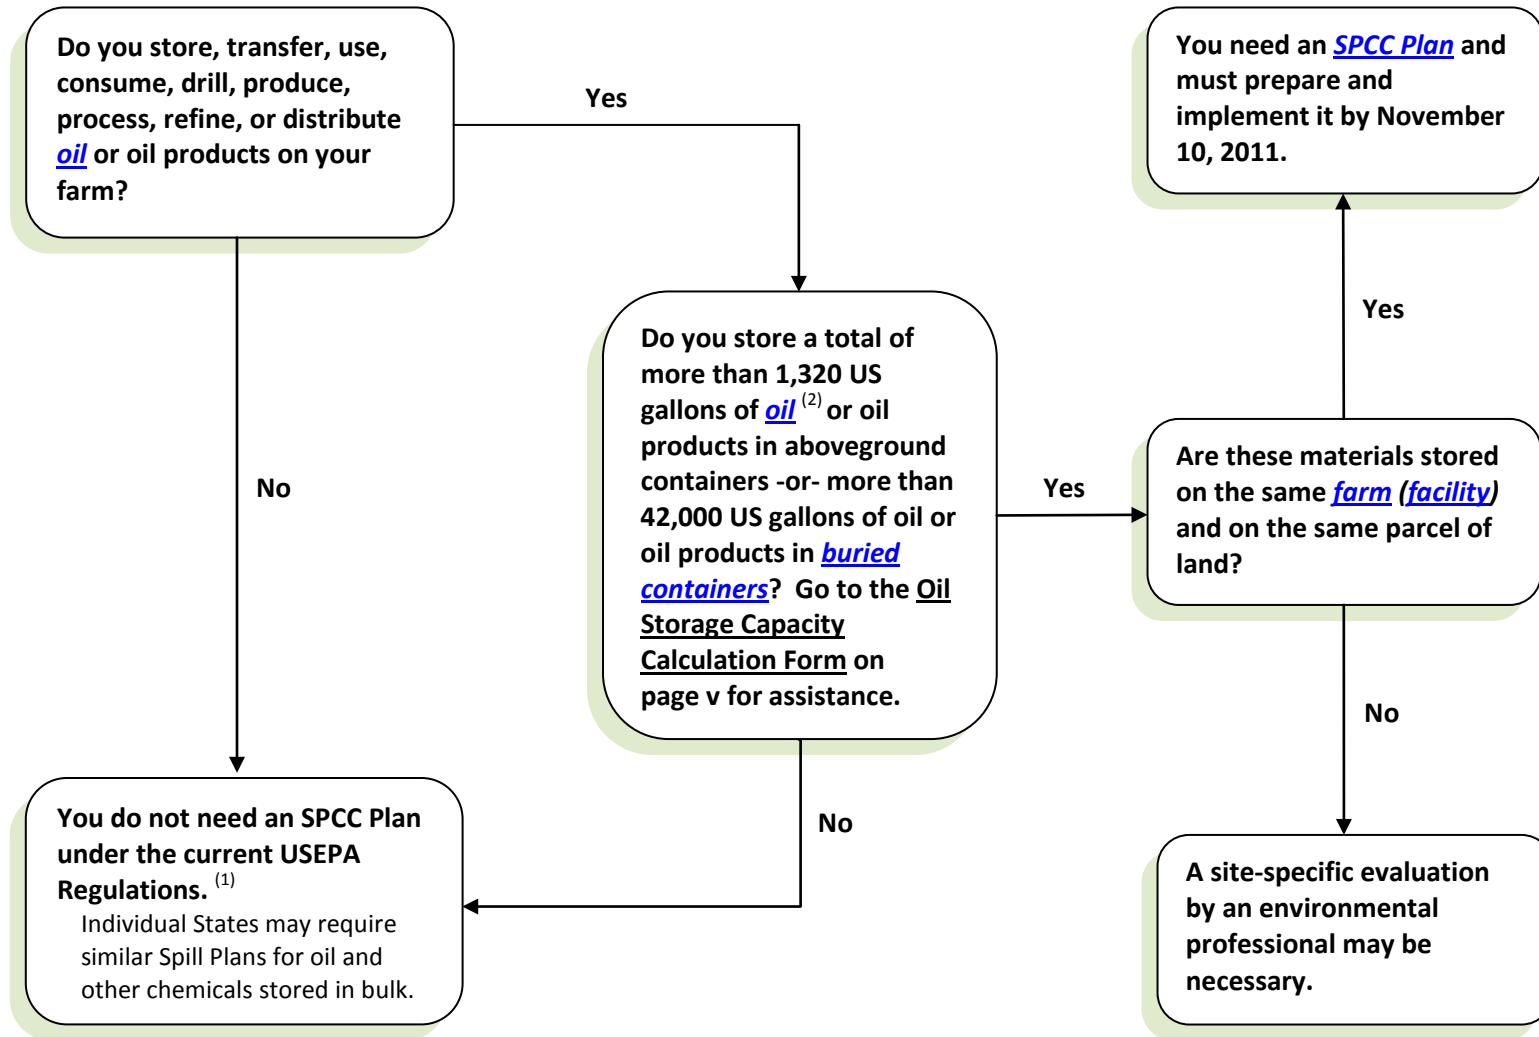 Do you store, transfer, use,
consume, drill, produce,
process, refine, or distribute
oil or oil products on your
farm?
Yes
You need an SPCC Plan and
must prepare and
implement it by November
10, 2011.
Yes
Do you store a total of
more than 1,320 US
gallons of oil (2) or oil
products in aboveground
containers -or- more than
42,000 US gallons of oil or
oil products in buried
containers? Go to the Oil
Storage Capacity
Calculation Form on
page v for assistance.
Yes
Are these materials stored
on the same farm (facility)
and on the same parcel of
land?
No
No
No
You do not need an SPCC Plan
under the current USEPA
Regulations. (1)
Individual States may require
similar Spill Plans for oil and
other chemicals stored in bulk.
A site-specific evaluation
by an environmental
professional may be
necessary.